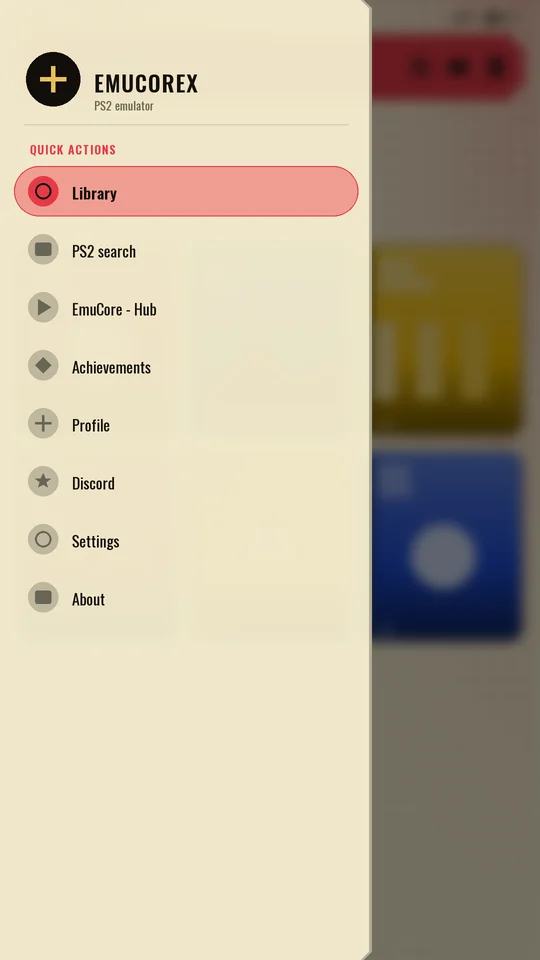 EMUCOREX
PS2 emulator
QUICK ACTIONS
Library
PS2 search
EmuCore - Hub
Achievements
Profile
Discord
Settings
About